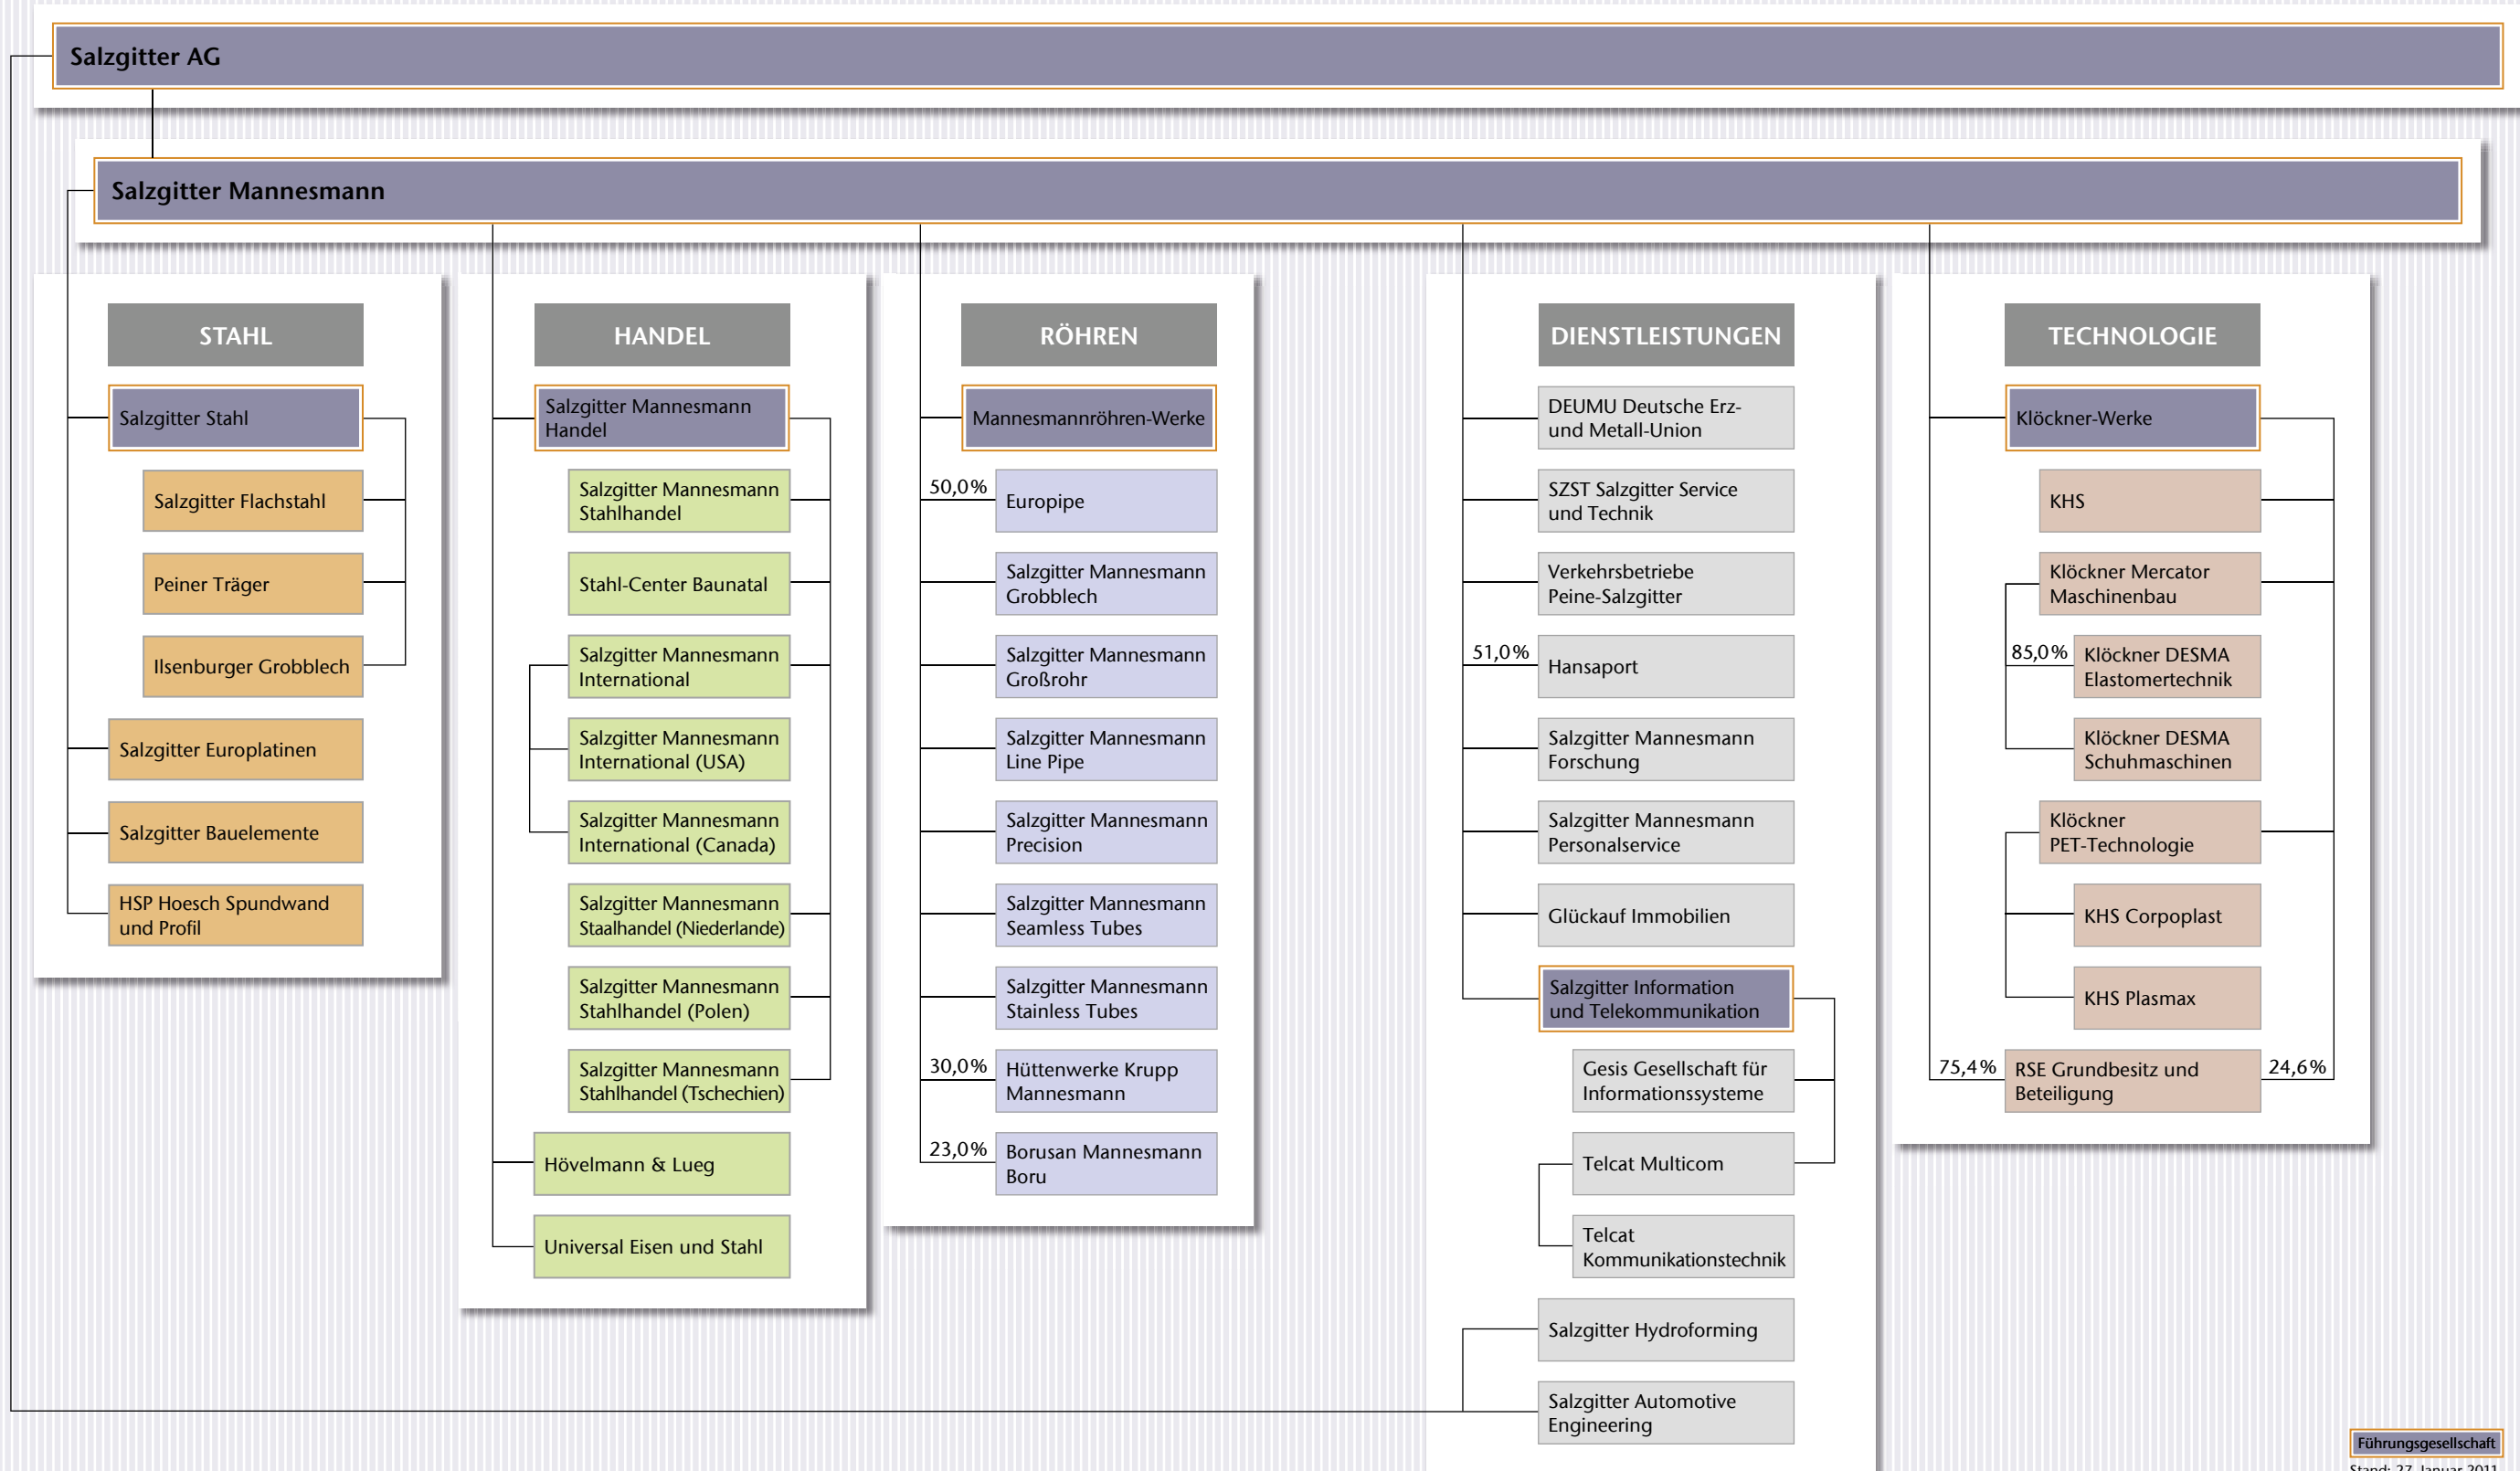 Salzgitter AG
Salzgitter Mannesmann
STAHL
Salzgitter Stahl
Salzgitter Flachstahl
Peiner Träger
Ilsenburger Grobblech
Salzgitter Europlatinen
Salzgitter Bauelemente
HSP Hoesch Spundwand
und Profil
HANDEL
Salzgitter Mannesmann
Handel
Salzgitter Mannesmann
Stahlhandel
Stahl-Center Baunatal
Salzgitter Mannesmann
International
Salzgitter Mannesmann
International (USA)
Salzgitter Mannesmann
International (Canada)
Salzgitter Mannesmann
Staalhandel (Niederlande)
Salzgitter Mannesmann
Stahlhandel (Polen)
Salzgitter Mannesmann
Stahlhandel (Tschechien)
Hövelmann & Lueg
Universal Eisen und Stahl
RÖHREN
Mannesmannröhren-Werke
50,0%
Europipe
Salzgitter Mannesmann
Grobblech
Salzgitter Mannesmann
Großrohr
Salzgitter Mannesmann
Line Pipe
Salzgitter Mannesmann
Precision
Salzgitter Mannesmann
Seamless Tubes
Salzgitter Mannesmann
Stainless Tubes
30,0%
Hüttenwerke Krupp
Mannesmann
23,0%
Borusan Mannesmann
Boru
DIENSTLEISTUNGEN
DEUMU Deutsche Erz-
und Metall-Union
SZST Salzgitter Service
und Technik
Verkehrsbetriebe
Peine-Salzgitter
51,0%
Hansaport
Salzgitter Mannesmann
Forschung
Salzgitter Mannesmann
Personalservice
Glückauf Immobilien
Salzgitter Information
und Telekommunikation
Gesis Gesellschaft für
Informationssysteme
Telcat Multicom
Telcat
Kommunikationstechnik
Salzgitter Hydroforming
Salzgitter Automotive
Engineering
TECHNOLOGIE
Klöckner-Werke
KHS
Klöckner Mercator
Maschinenbau
85,0%
Klöckner DESMA
Elastomertechnik
Klöckner DESMA
Schuhmaschinen
Klöckner
PET-Technologie
KHS Corpoplast
KHS Plasmax
75,4%
RSE Grundbesitz und
Beteiligung
24,6%
Führungsgesellschaft
Stand: 27. Januar 2011